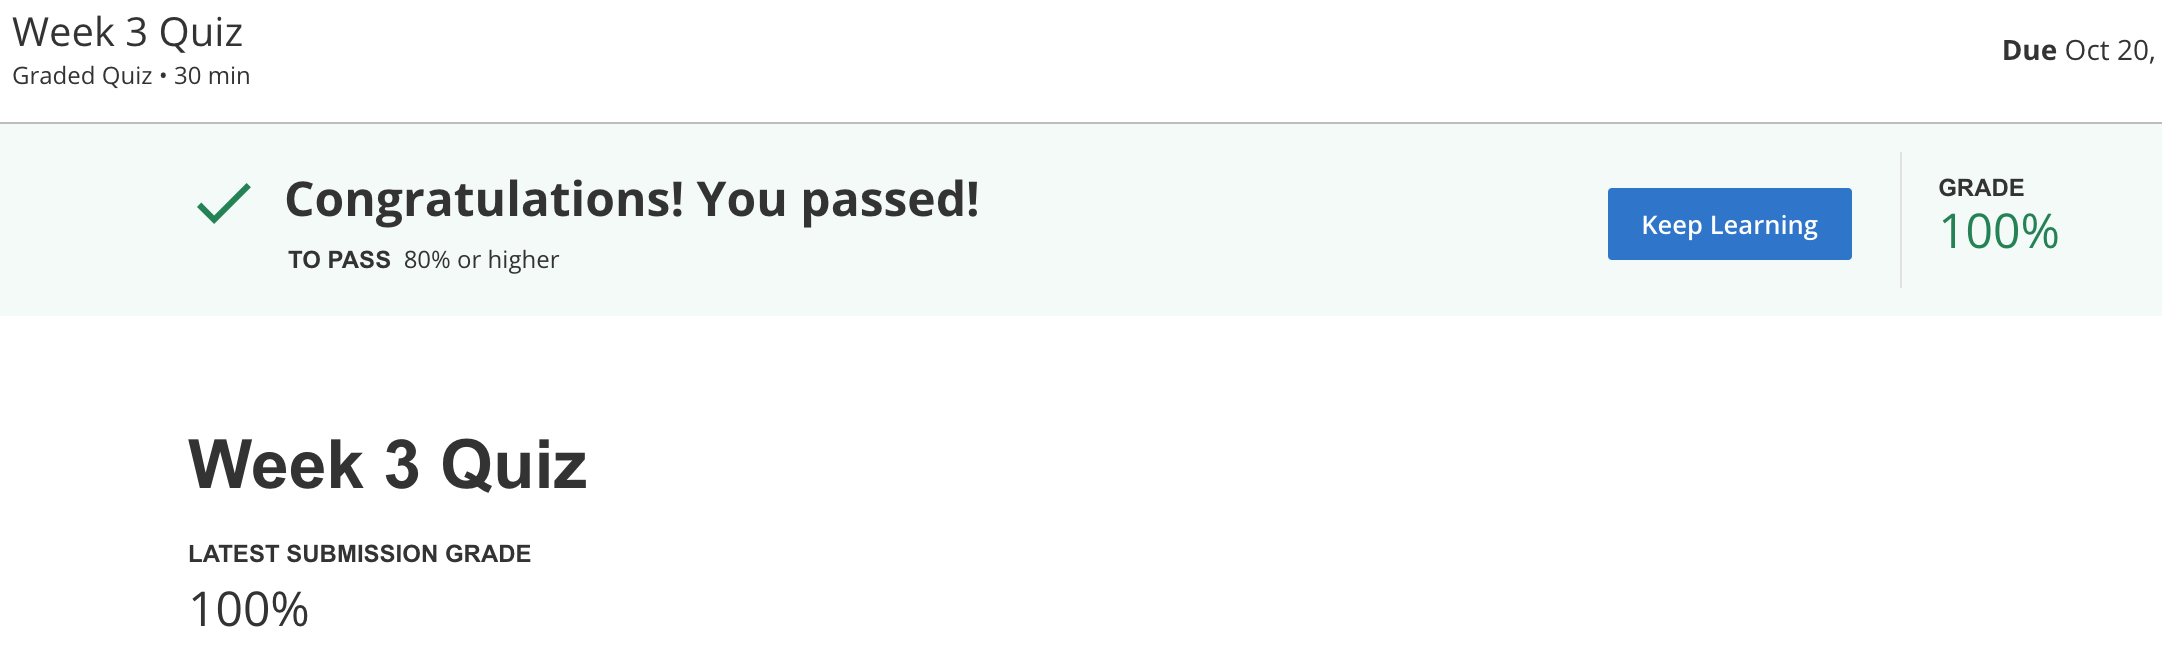 Week 3 Quiz
Graded Quiz • 30 min
Due Oct 20,
Congratulations! You passed!
TO PASS 80% or higher
Keep Learning
GRADE
100%
Week 3 Quiz
LATEST SUBMISSION GRADE
100%